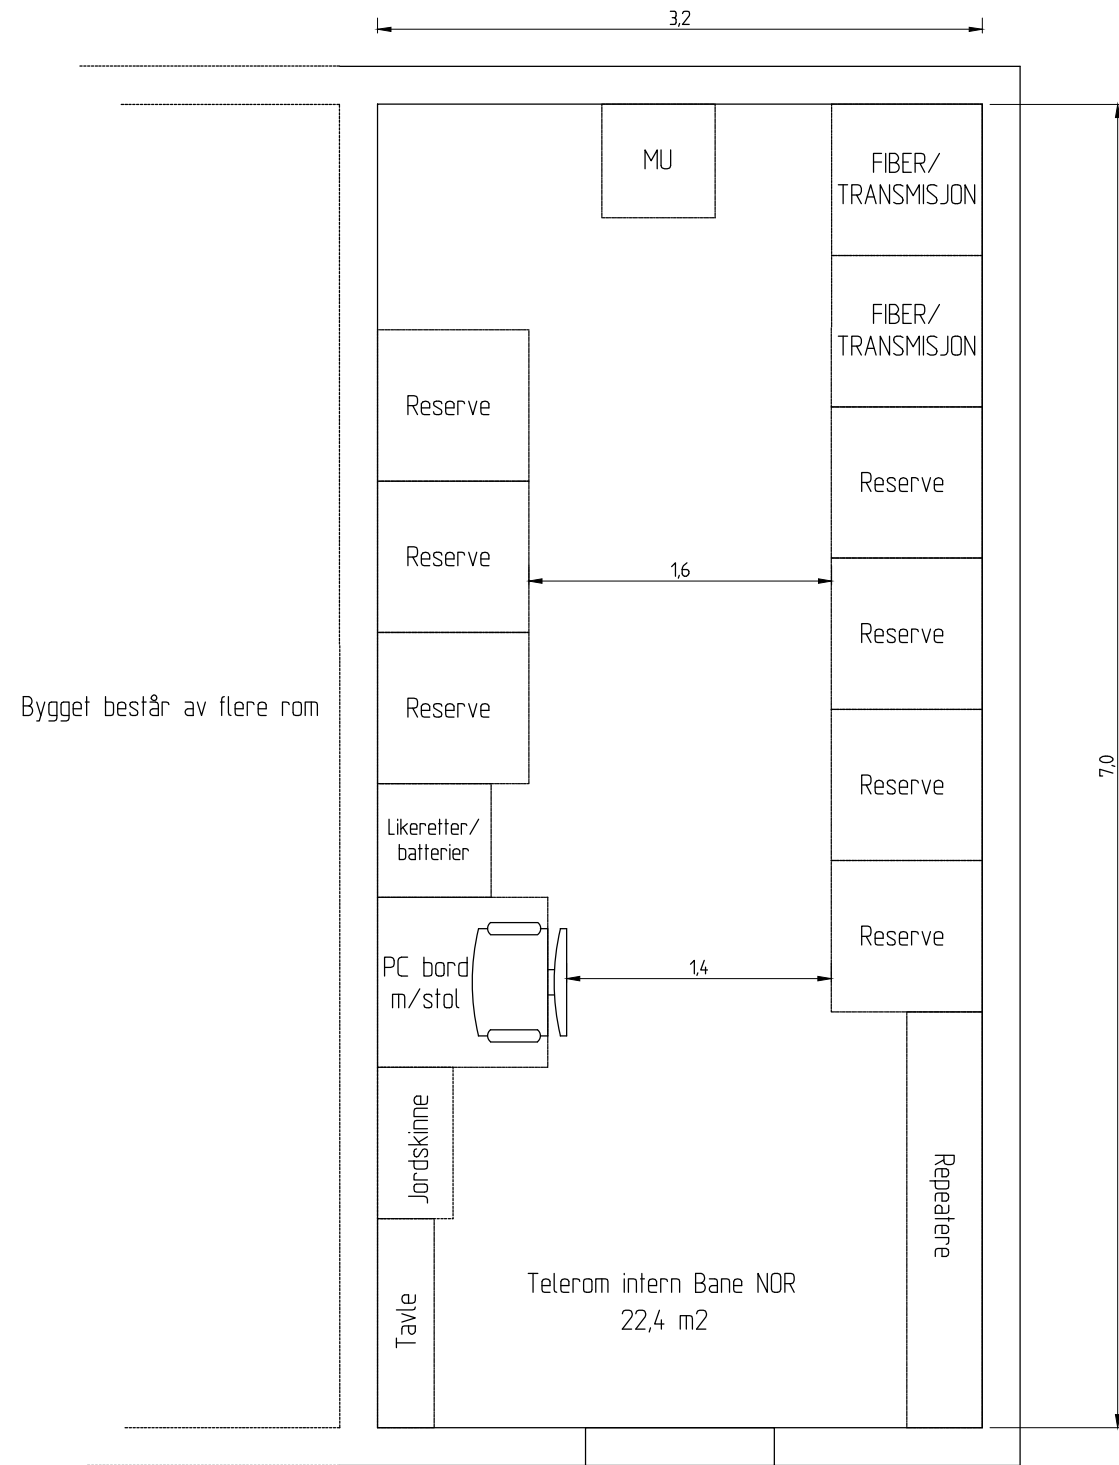 3,2
MU
FIBER/
TRANSMISJON
FIBER/
TRANSMISJON
Reserve
Reserve
Reserve
1,6
Reserve
Reserve
Bygget består av flere rom
7,0
Reserve
Likeretter/
batterier
Reserve
PC bord
m/stol
1,4
Jordskinne
Repeatere
Telerom intern Bane NOR
22,4 m2
Tavle